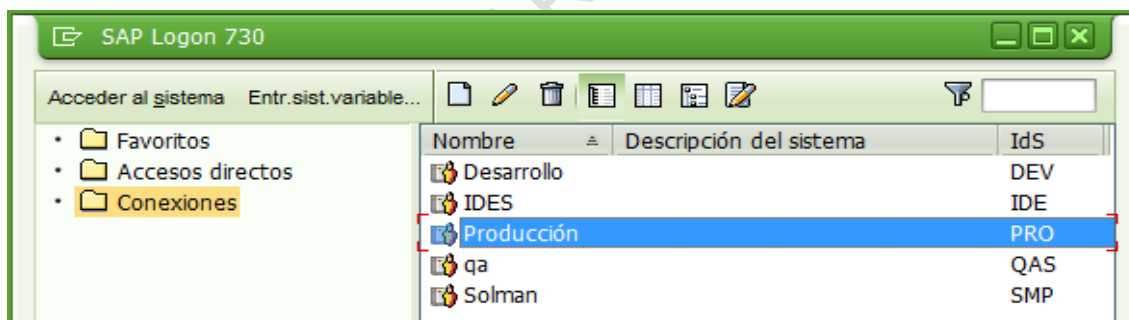 SAP Logon 730
Acceder al sistema Entr.sist.variable...
Favoritos
Accesos directos
Conexiones
Nombre Descripción del sistema IdS
Desarrollo DEV
IDES IDE
Producción PRO
qa QAS
Solman SMP